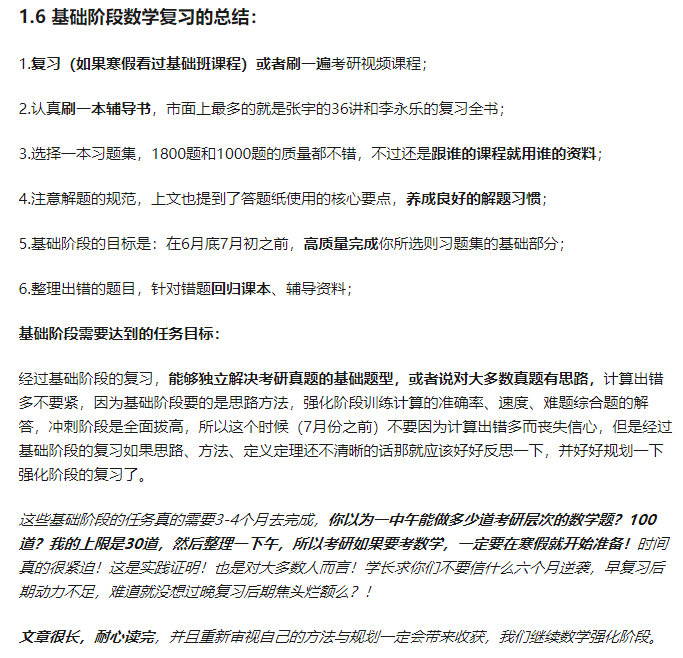 1.6 基础阶段数学复习的总结：
1.复习（如果寒假看过基础班课程）或者刷一遍考研视频课程；
2.认真刷一本辅导书，市面上最多的就是张宇的36讲和李永乐的复习全书；
3.选择一本习题集，1800题和1000题的质量都不错，不过还是跟谁的课程就用谁的资料；
4.注意解题的规范，上文也提到了答题纸使用的核心要点，养成良好的解题习惯；
5.基础阶段的目标是：在6月底7月初之前，高质量完成你所选则习题集的基础部分；
6.整理出错的题目，针对错题回归课本、辅导资料；
基础阶段需要达到的任务目标：
经过基础阶段的复习，能够独立解决考研真题的基础题型，或者说对大多数真题有思路，计算出错
多不要紧，因为基础阶段要的是思路方法，强化阶段训练计算的准确率、速度、难题综合题的解
答，冲刺阶段是全面拔高，所以这个时候（7月份之前）不要因为计算出错多而丧失信心，但是经过
基础阶段的复习如果思路、方法、定义定理还不清晰的话那就应该好好反思一下，并好好规划一下
强化阶段的复习了。
这些基础阶段的任务真的需要3-4个月去完成，你以为一中午能做多少道考研层次的数学题？100
道？我的上限是30道，然后整理一下午，所以考研如果要考数学，一定要在寒假就开始准备！时间
真的很紧迫！这是实践证明！也是对大多数人而言！学长求你们不要信什么六个月逆袭，早复习后
期动力不足，难道就没想过晚复习后期焦头烂额么？！
文章很长，耐心读完，并且重新审视自己的方法与规划一定会带来收获，我们继续数学强化阶段。